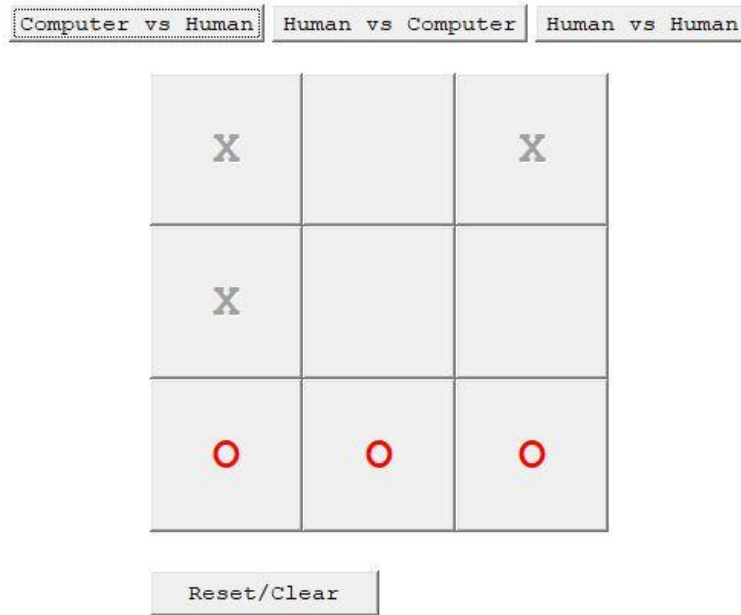 Computer vs Human Human vs Computer Human vs Human
X X
X
O O O
Reset/Clear